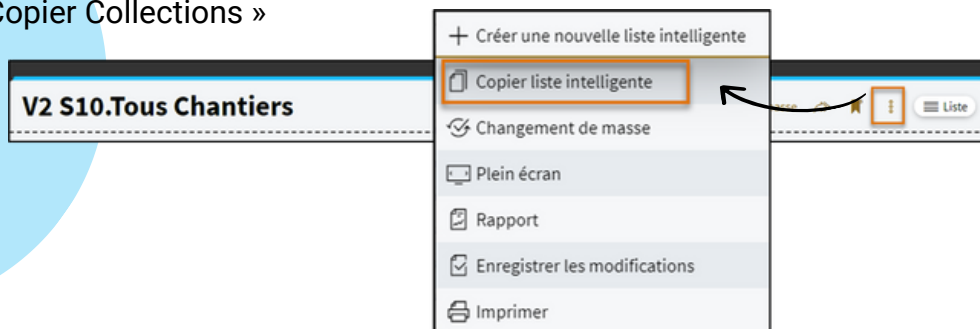 Copier Collections »
Créer une nouvelle liste intelligente
Copier liste intelligente
V2 S10.Tous Chantiers
Liste
Changement de masse
Plein écran
Rapport
Enregistrer les modifications
Imprimer